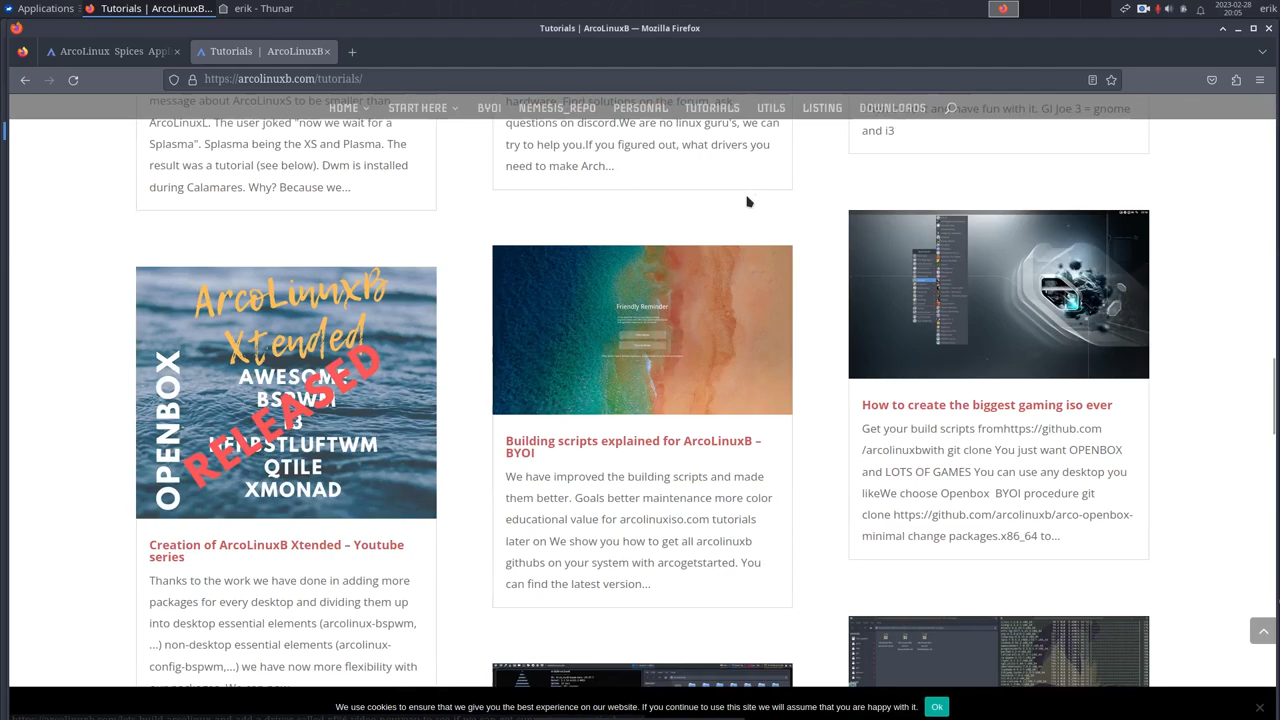 Applications
Tutorials | ArcoLinuxB...
erik - Thunar
2023-02-28
20:05
erik
Tutorials | ArcoLinuxB — Mozilla Firefox
ArcoLinux Spices App
Tutorials | ArcoLinuxB
https://arcolinuxb.com/tutorials/
HOME
START HERE
BYOI
NEMESIS_REPO
PERSONAL
TUTORIALS
UTILS
LISTING
DOWNLOADS
message about ArcoLinuxS to be smaller than
ArcoLinuxL. The user joked "now we wait for a
Splasma". Splasma being the XS and Plasma. The
result was a tutorial (see below). Dwm is installed
during Calamares. Why? Because we...
hardware. Find solutions on the forum, ask
questions on discord.We are no linux guru's, we can
try to help you.If you figured out, what drivers you
need to make Arch...
and have fun with it. GI Joe 3 = gnome
and i3
ArcoLinuxB
Xtended
OPENBOX
AWESOME
BSPWM
I3
HERBSTLUFTWM
QTILE
XMONAD
RELEASED
Creation of ArcoLinuxB Xtended – Youtube
series
Thanks to the work we have done in adding more
packages for every desktop and dividing them up
into desktop essential elements (arcolinux-bspwm,
...) non-desktop essential elements (arcolinux-
config-bspwm,...) we have now more flexibility with
Friendly Reminder
Building scripts explained for ArcoLinuxB –
BYOI
We have improved the building scripts and made
them better. Goals better maintenance more color
educational value for arcolinuxiso.com tutorials
later on We show you how to get all arcolinuxb
githubs on your system with arcogetstarted. You
can find the latest version...
How to create the biggest gaming iso ever
Get your build scripts fromhttps://github.com
/arcolinuxbwith git clone You just want OPENBOX
and LOTS OF GAMES You can use any desktop you
likeWe choose Openbox BYOI procedure git
clone https://github.com/arcolinuxb/arco-openbox-
minimal change packages.x86_64 to...
We use cookies to ensure that we give you the best experience on our website. If you continue to use this site we will assume that you are happy with it.
Ok